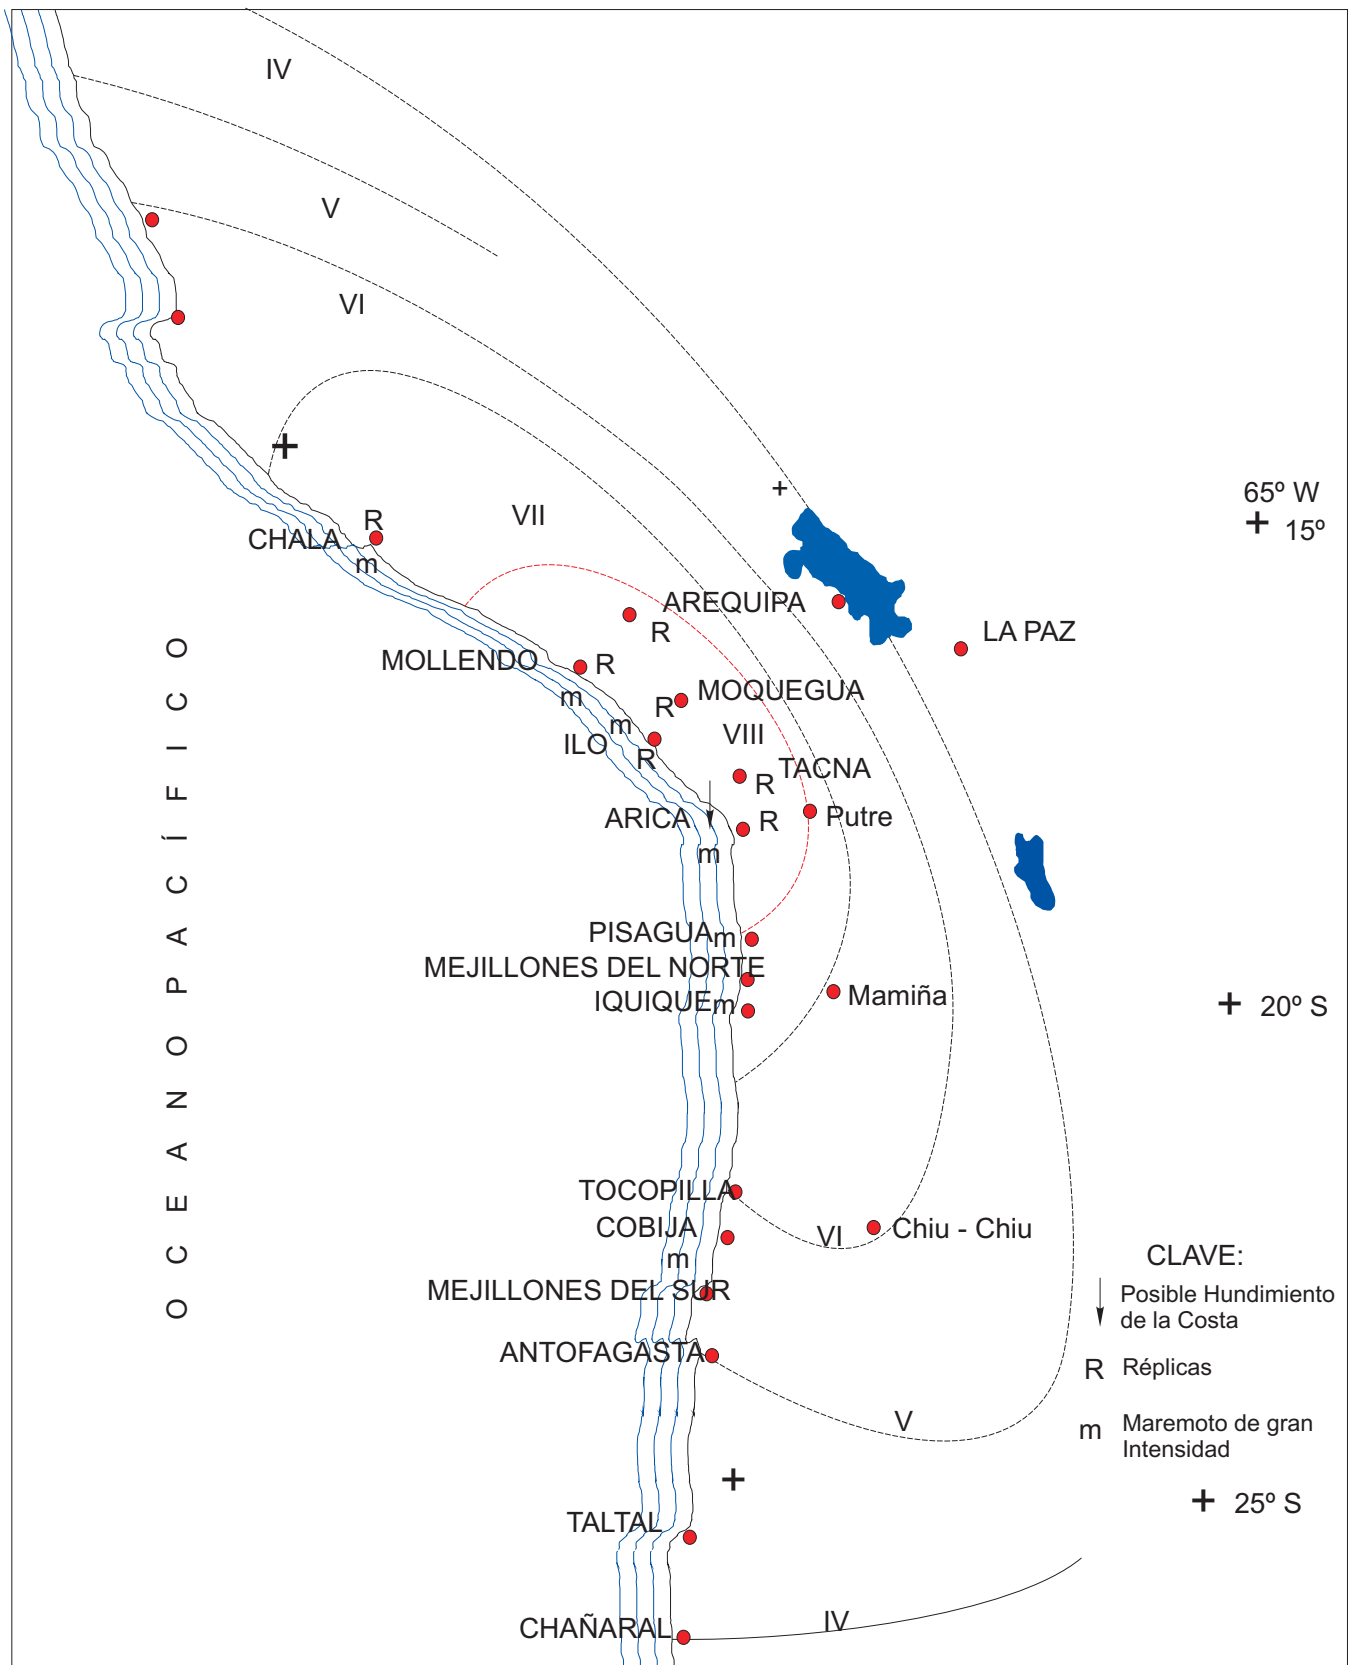 IV
V
VI
65º W
15º
VII
R
CHALA
m
AREQUIPA
R
LA PAZ
MOLLENDO
R
m
MOQUEGUA
R
m
VIII
ILO
R
TACNA
R
ARICA
R
Putre
m
PISAGUA
m
MEJILLONES DEL NORTE
IQUIQUE
m
Mamiña
20º S
OCEANO PACÍFICO
TOCOPILLA
COBIJA
VI
Chiu - Chiu
m
MEJILLONES DEL SUR
ANTOFAGASTA
V
CLAVE:
Posible Hundimiento
de la Costa
R Réplicas
m Maremoto de gran
Intensidad
25º S
TALTAL
CHAÑARAL
IV